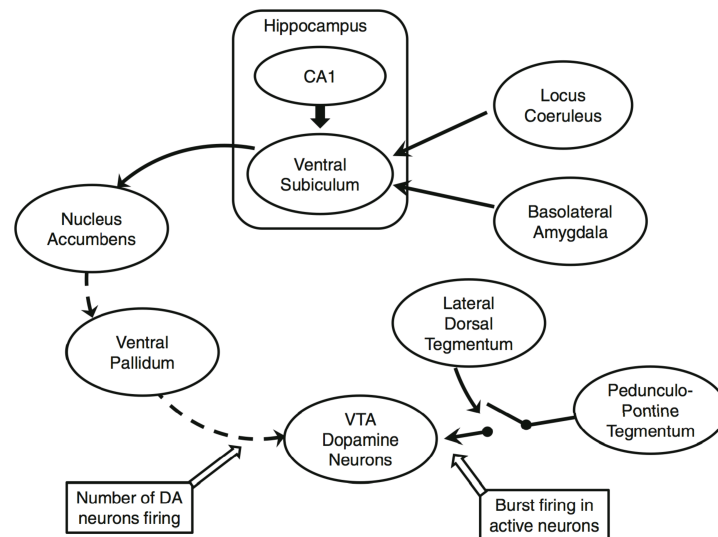 Hippocampus
CA1
Locus
Coeruleus
Ventral
Subiculum
Nucleus
Accumbens
Basolateral
Amygdala
Lateral
Dorsal
Tegmentum
Ventral
Pallidum
Pedunculo-
Pontine
Tegmentum
VTA
Dopamine
Neurons
Number of DA
neurons firing
Burst firing in
active neurons